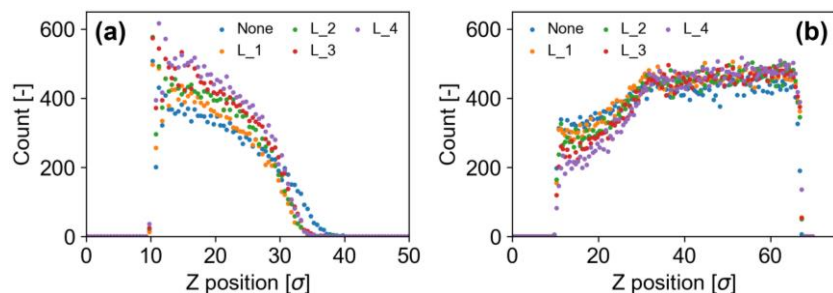 (a) None L_2 L_4
L_1 L_3
Count [-]
600
400
200
0
0 10 20 30 40 50
Z position [σ]
None L_2 L_4 (b)
L_1 L_3
Count [-]
600
400
200
0
0 20 40 60
Z position [σ]